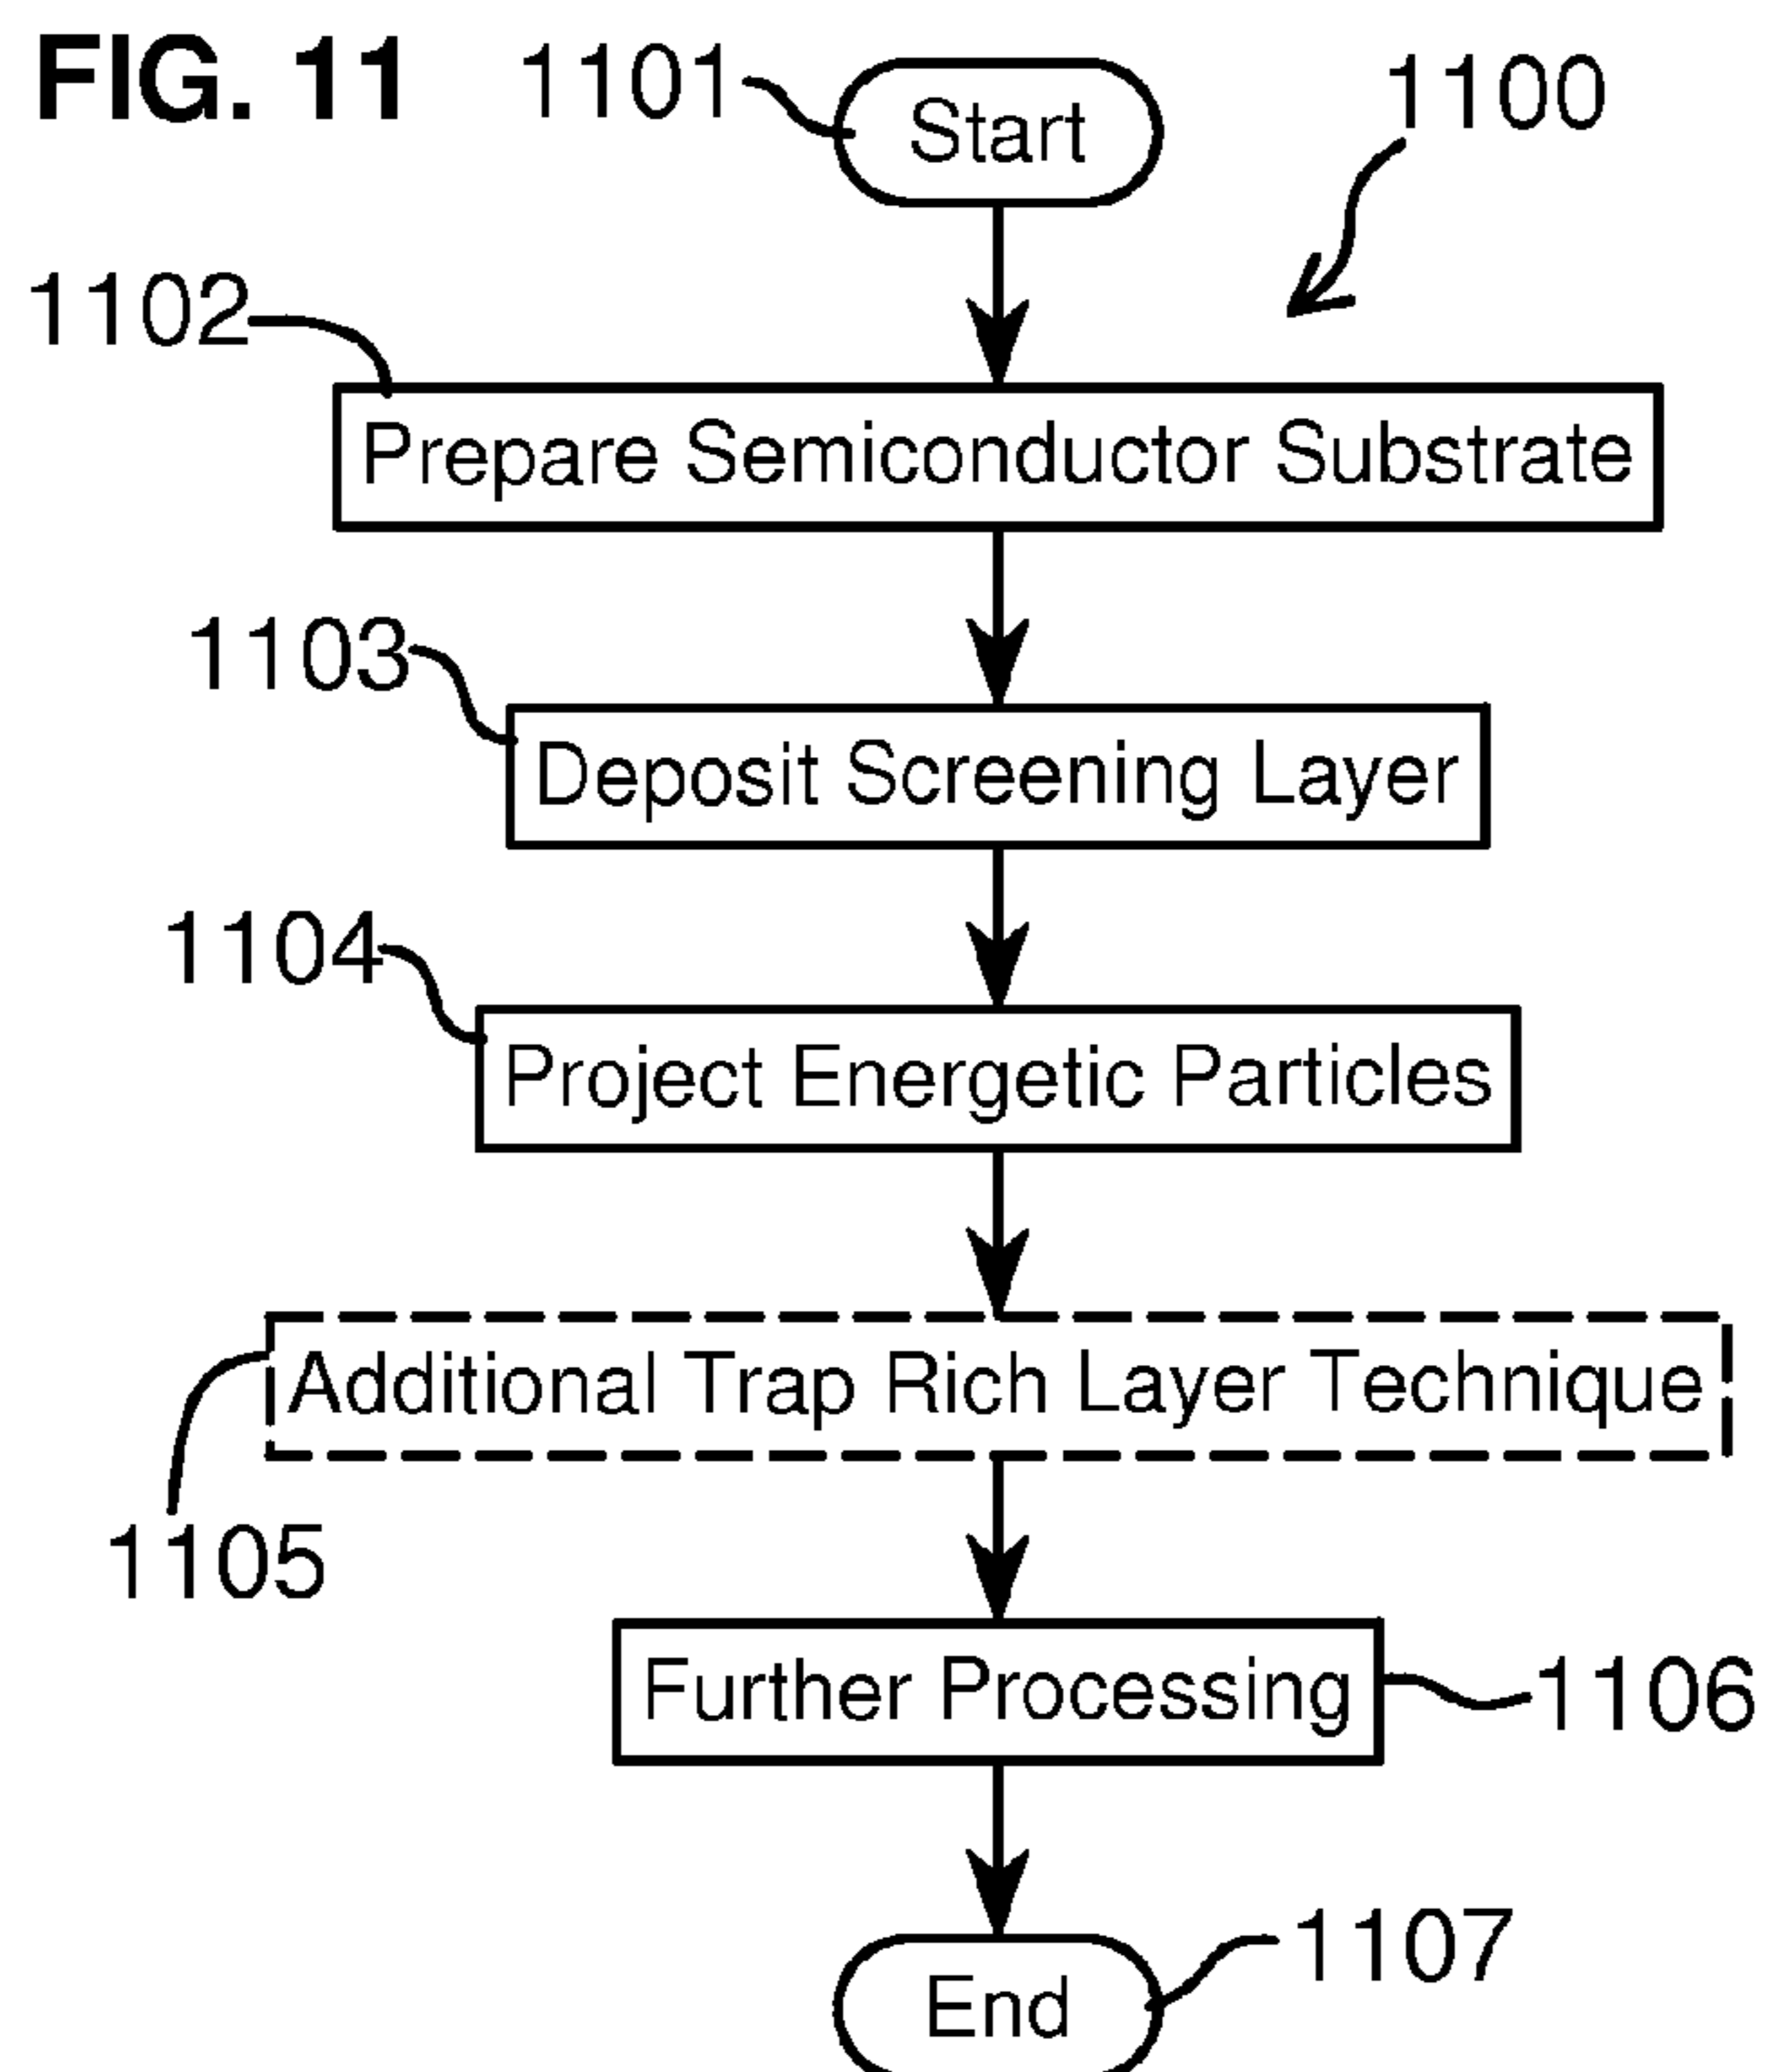 FIG. 11
1101
Start
1100
1102
Prepare Semiconductor Substrate
1103
Deposit Screening Layer
1104
Project Energetic Particles
Additional Trap Rich Layer Technique
1105
Further Processing
1106
1107
End